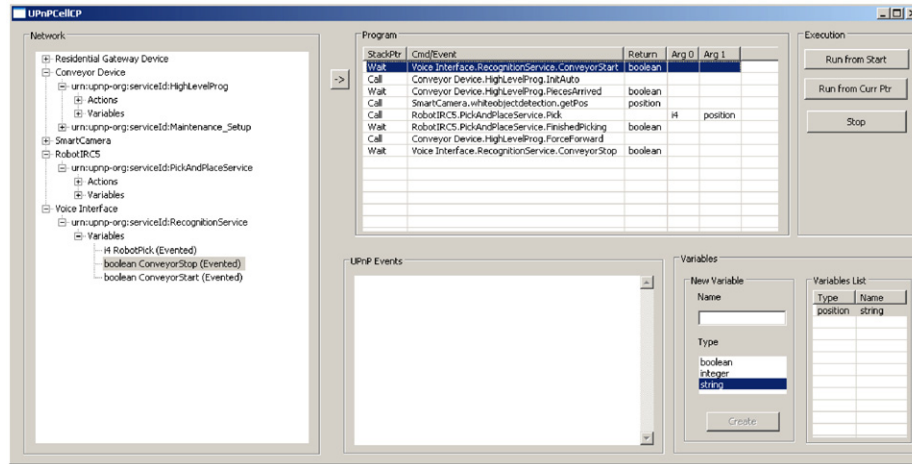 UPnPCellCP
Network
Residential Gateway Device
Conveyor Device
urn:upnp-org:serviceId:HighLevelProg
Actions
Variables
urn:upnp-org:serviceId:Maintenance_Setup
SmartCamera
RobotIRC5
urn:upnp-org:serviceId:PickAndPlaceService
Actions
Variables
Voice Interface
urn:upnp-org:serviceId:RecognitionService
Variables
i4 RobotPick (Evented)
boolean ConveyorStop (Evented)
boolean ConveyorStart (Evented)
->
Program
StackPtr Cmd/Event Return Arg 0 Arg 1
Wait Voice Interface.RecognitionService.ConveyorStart boolean
Call Conveyor Device.HighLevelProg.InitAuto
Wait Conveyor Device.HighLevelProg.PiecesArrived boolean
Call SmartCamera.whiteobjectdetection.getPos position
Call RobotIRC5.PickAndPlaceService.Pick i4 position
Wait RobotIRC5.PickAndPlaceService.FinishedPicking boolean
Call Conveyor Device.HighLevelProg.ForceForward
Wait Voice Interface.RecognitionService.ConveyorStop boolean
Execution
Run from Start
Run from Curr Ptr
Stop
UPnP Events
Variables
New Variable
Name
Type
boolean
integer
string
Create
Variables List
Type Name
position string